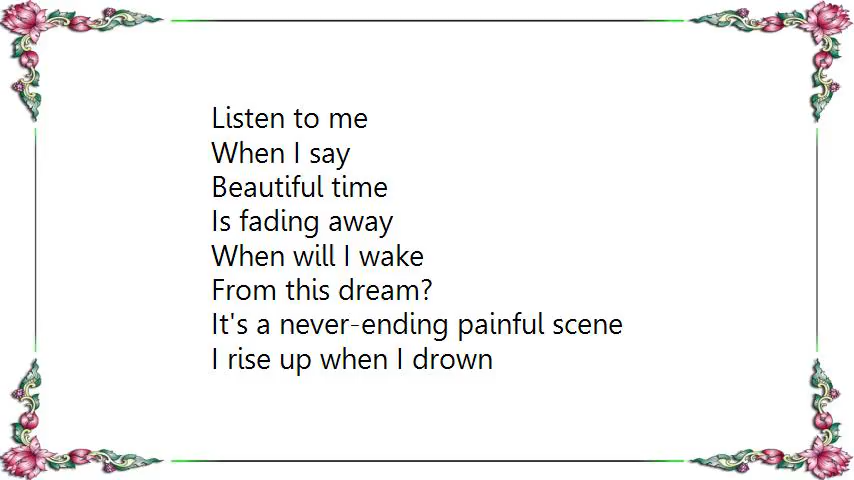 Listen to me
When I say
Beautiful time
Is fading away
When will I wake
From this dream?
It's a never-ending painful scene
I rise up when I drown